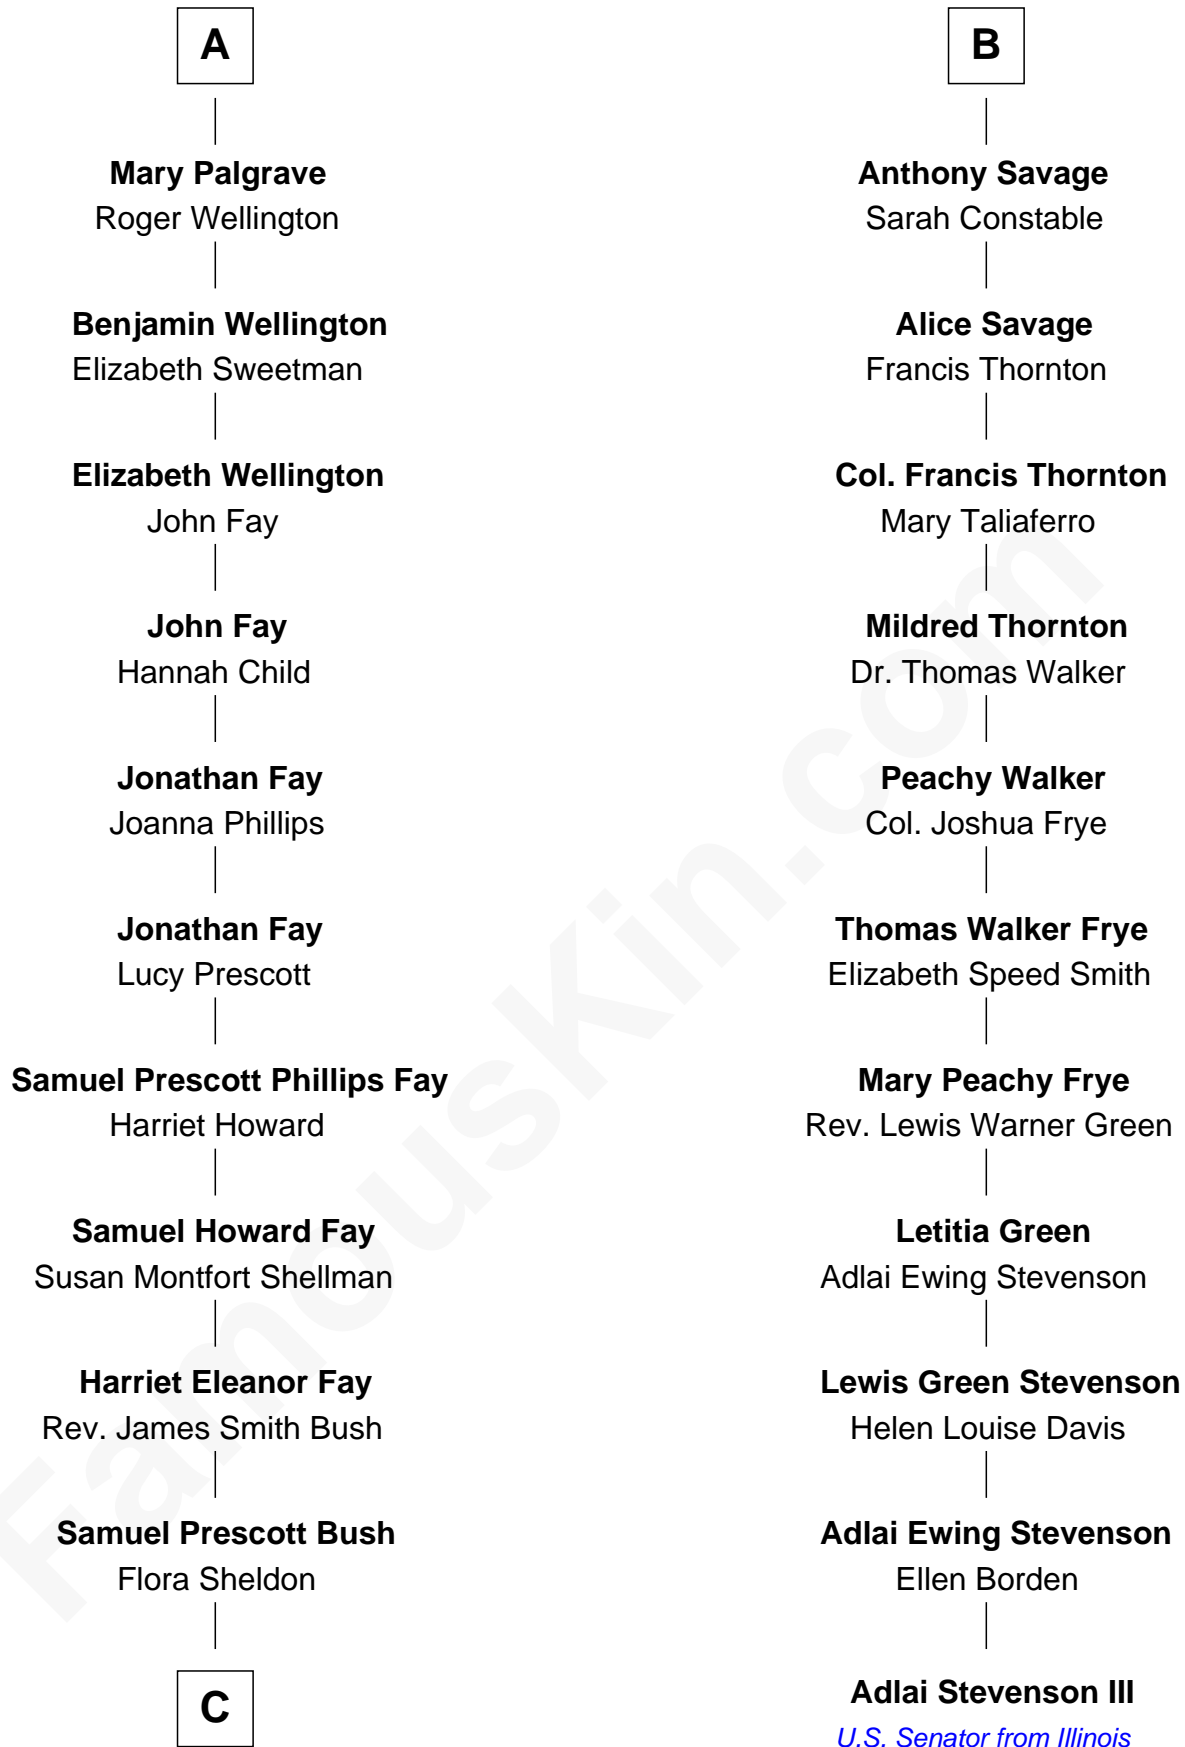 A
Mary Palgrave
Roger Wellington
Benjamin Wellington
Elizabeth Sweetman
Elizabeth Wellington
John Fay
John Fay
Hannah Child
Jonathan Fay
Joanna Phillips
Jonathan Fay
Lucy Prescott
Samuel Prescott Phillips Fay
Harriet Howard
Samuel Howard Fay
Susan Montfort Shellman
Harriet Eleanor Fay
Rev. James Smith Bush
Samuel Prescott Bush
Flora Sheldon
C
B
Anthony Savage
Sarah Constable
Alice Savage
Francis Thornton
Col. Francis Thornton
Mary Taliaferro
Mildred Thornton
Dr. Thomas Walker
Peachy Walker
Col. Joshua Frye
Thomas Walker Frye
Elizabeth Speed Smith
Mary Peachy Frye
Rev. Lewis Warner Green
Letitia Green
Adlai Ewing Stevenson
Lewis Green Stevenson
Helen Louise Davis
Adlai Ewing Stevenson
Ellen Borden
Adlai Stevenson III
U.S. Senator from Illinois
FamousKin.com